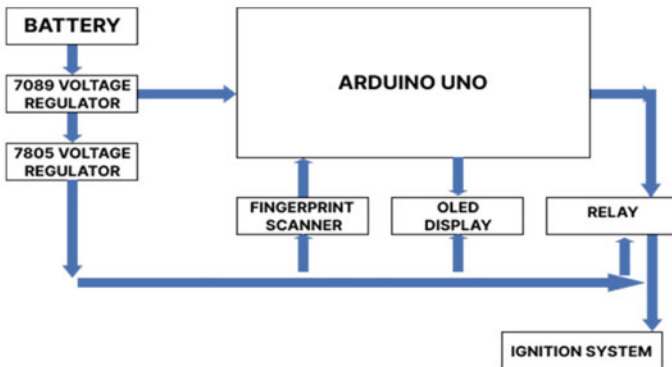 BATTERY
7089 VOLTAGE
REGULATOR
7805 VOLTAGE
REGULATOR
ARDUINO UNO
FINGERPRINT
SCANNER
OLED
DISPLAY
RELAY
IGNITION SYSTEM